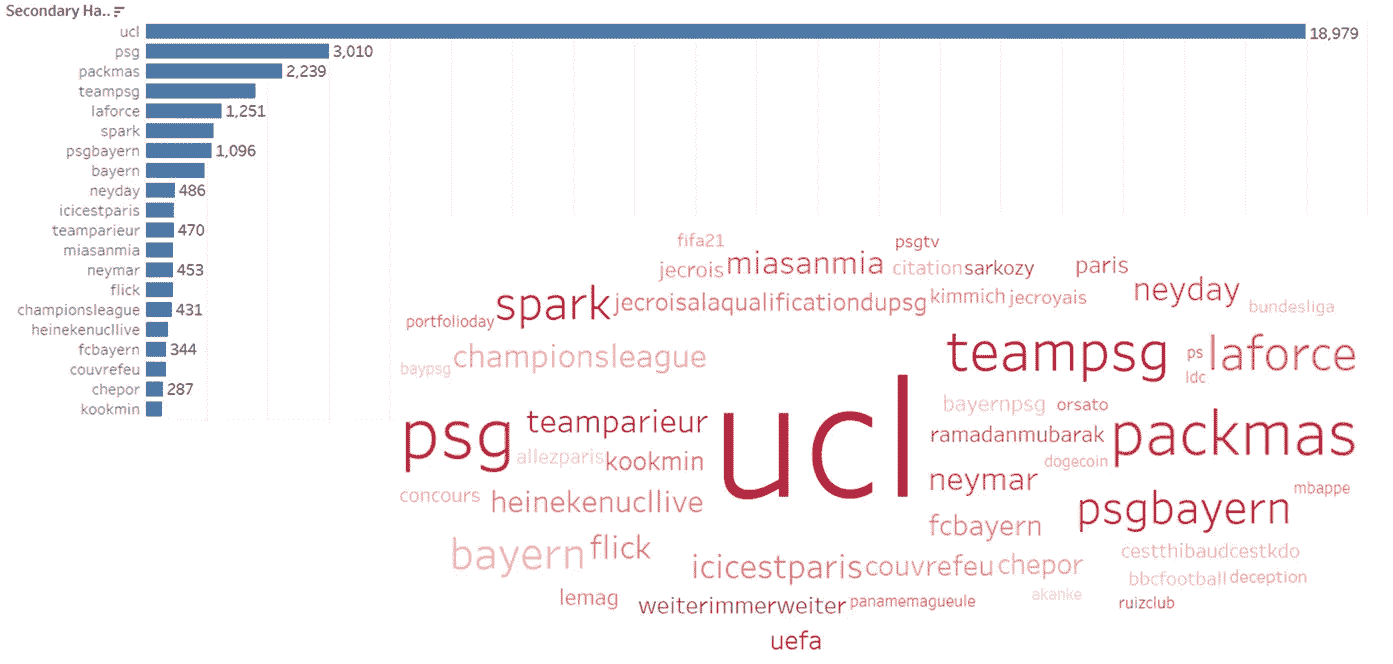 Secondary Ha..
ucl 18,979
psg 3,010
packmas 2,239
teampsg
laforce 1,251
spark
psgbayern 1,096
bayern
neyday 486
icicestparis
teamparieur 470
miasanmia
neymar 453
flick
championsleague 431
heinekenucllive
fcbayern 344
couvrefeu
chepor 287
kookmin
fifa21 psgtv
jecrois miasanmia citation sarkozy paris
spark jecroisalaqualificationdupsg kimmich jecroyais neyday bundesliga
portfolioday
baypsg championsleague teampsg ps laforce
ldc
bayernpsg orsato
psg teamparieur ucl ramadanmubarak packmas
allezparis kookmin dogecoin
concours heinekenucllive neymar mbappe
fcbayern psgbayern
bayern flick cestthibaudcestkdo
icicestparis couvrefeu chepor bbcfootball deception
lemag weiterimmerweiter panamemagueule akanke ruizclub
uefa